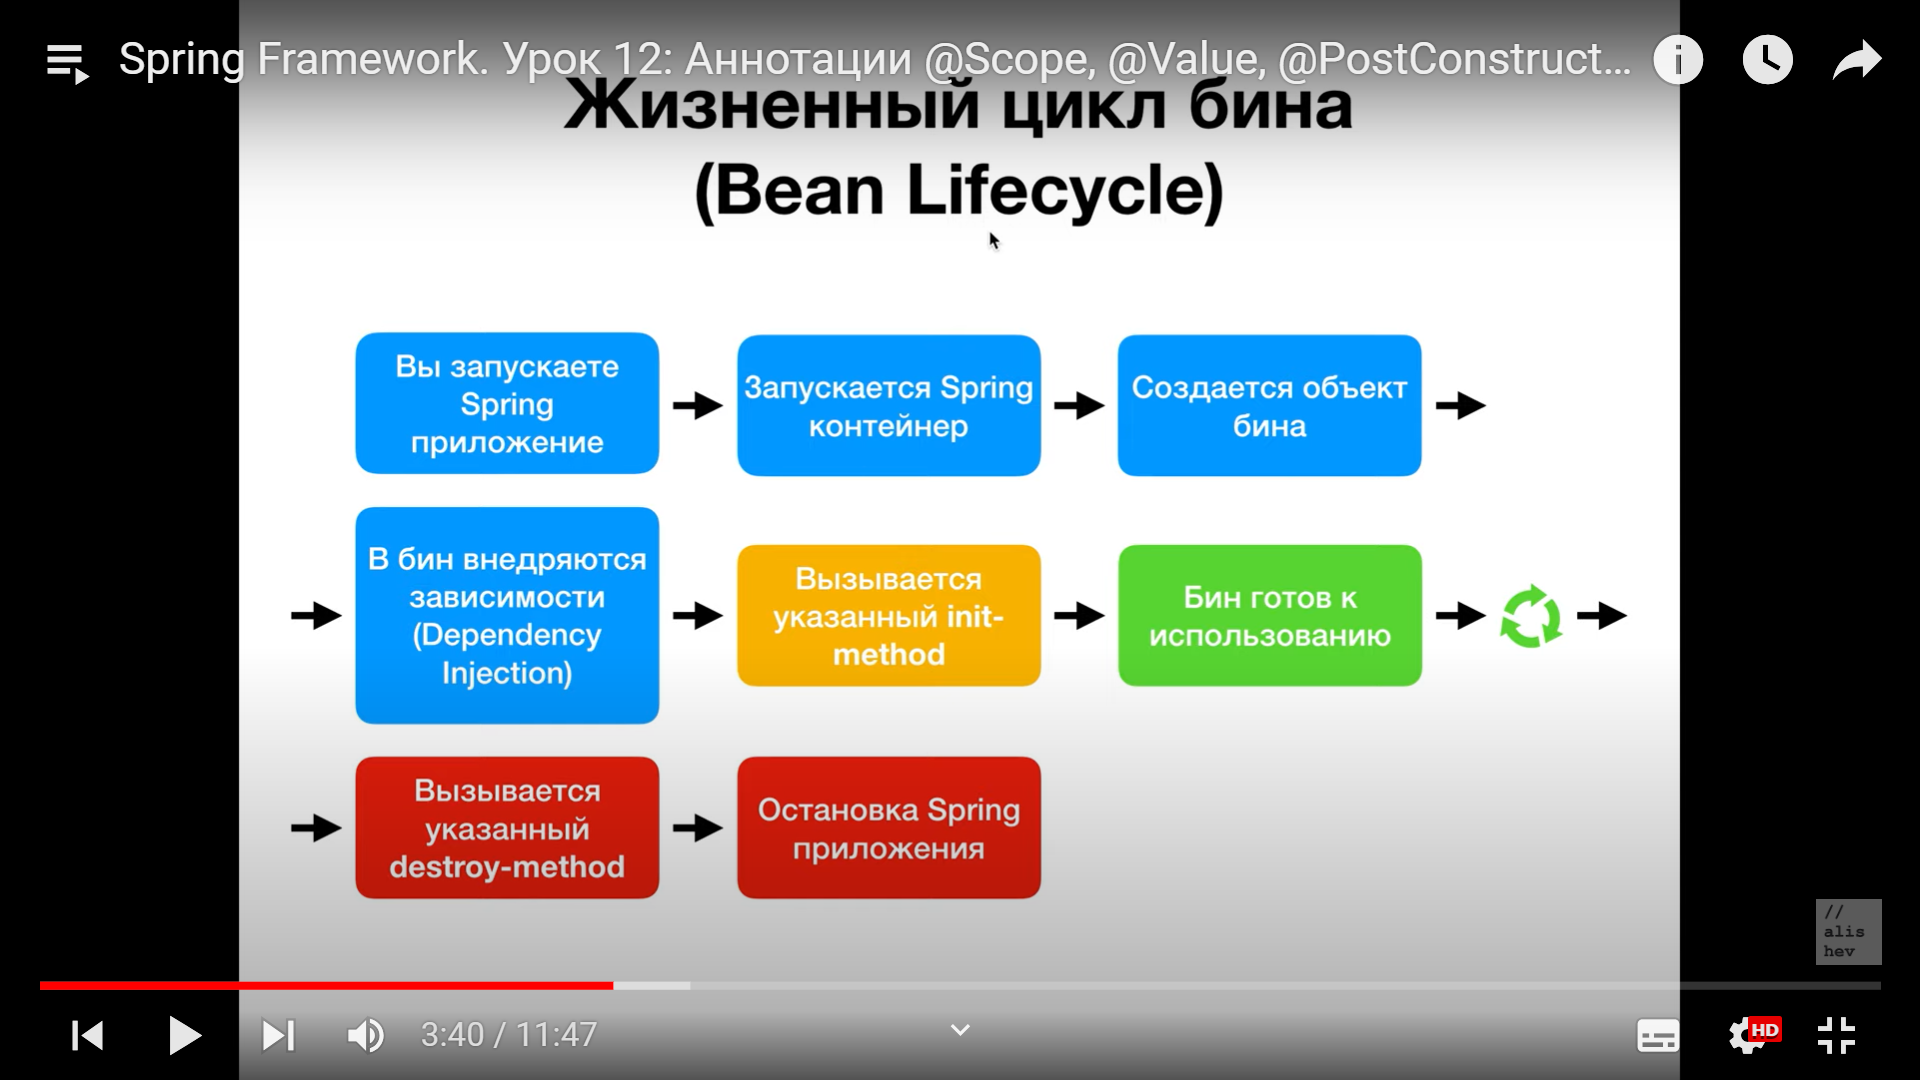 Spring Framework. Урок 12: Аннотации @Scope, @Value, @PostConstruct...
Жизненный цикл бина
(Bean Lifecycle)
Вы запускаете
Spring
приложение
Запускается Spring
контейнер
Создается объект
бина
В бин внедряются
зависимости
(Dependency
Injection)
Вызывается
указанный init-
method
Бин готов к
использованию
Вызывается
указанный
destroy-method
Остановка Spring
приложения
//
alis
hev
3:40 / 11:47
HD